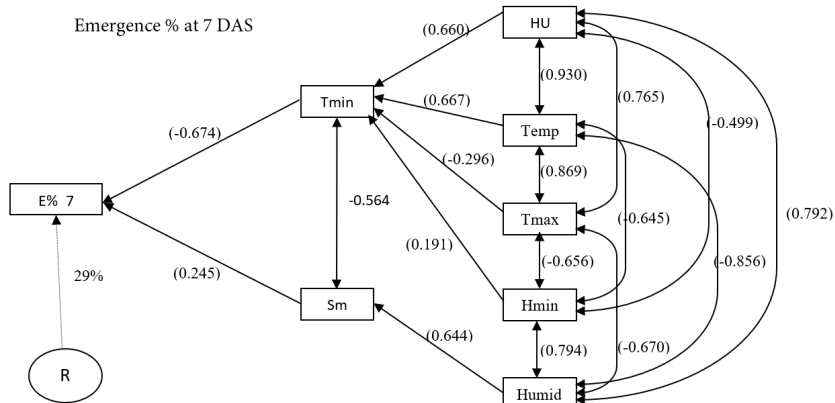 Emergence % at 7 DAS
HU
(0.660)
(0.930)
Tmin
(0.667)
(0.765)
(-0.499)
Temp
(-0.674)
(-0.296)
(0.869)
E% 7
-0.564
Tmax
(-0.645)
(0.792)
(0.191)
(-0.656)
(-0.856)
29%
(0.245)
Sm
Hmin
(0.644)
(0.794)
(-0.670)
R
Humid